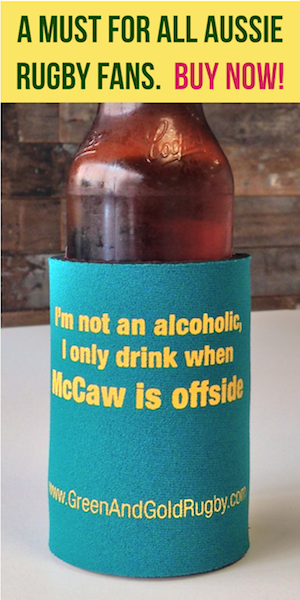 A MUST FOR ALL AUSSIE
RUGBY FANS. BUY NOW!
I'm not an alcoholic,
I only drink when
McCaw is offside
www.GreenAndGoldRugby.com